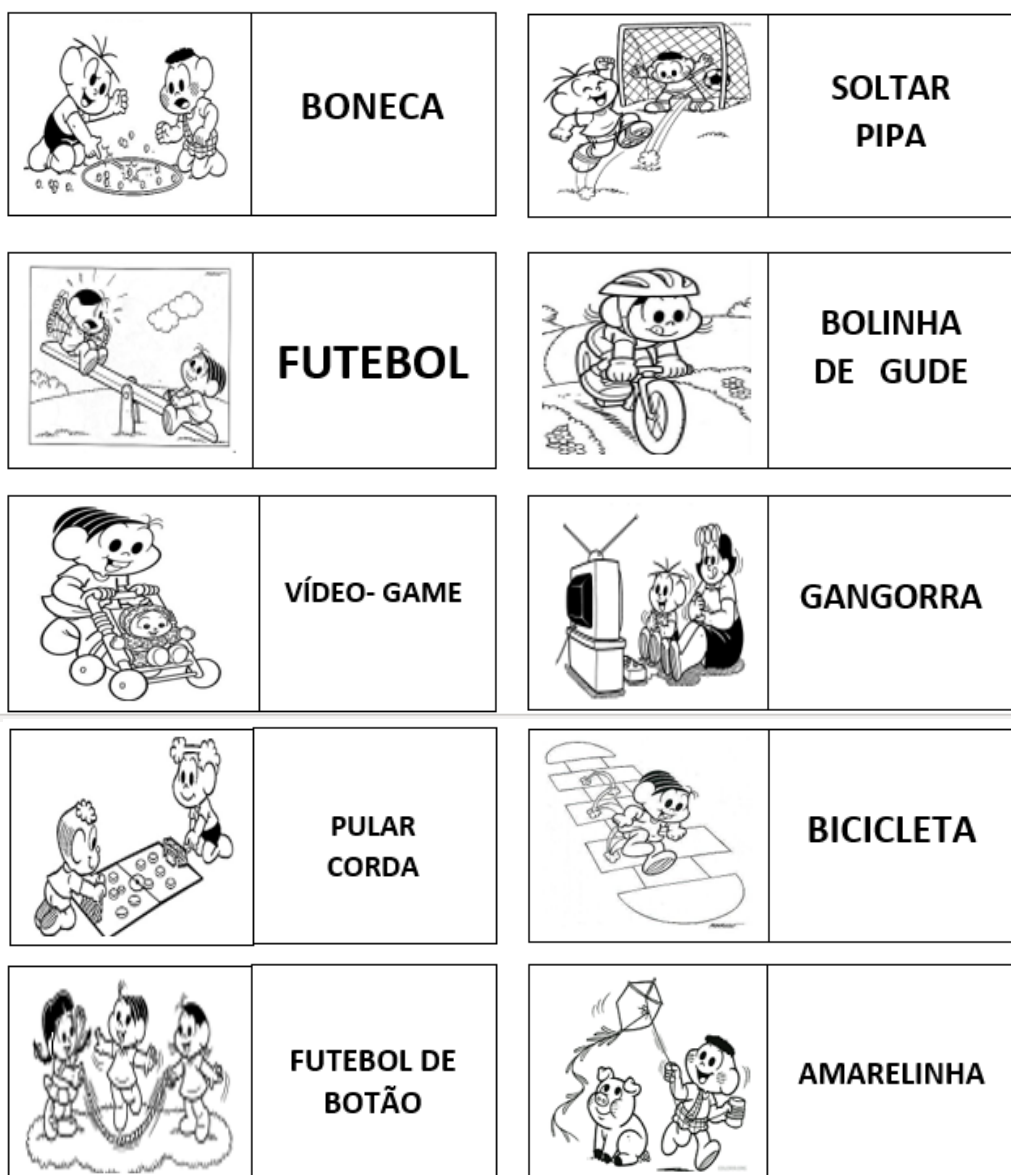 BONECA
SOLTAR
PIPA
FUTEBOL
BOLINHA
DE GUDE
VÍDEO- GAME
GANGORRA
PULAR
CORDA
BICICLETA
FUTEBOL DE
BOTÃO
AMARELINHA